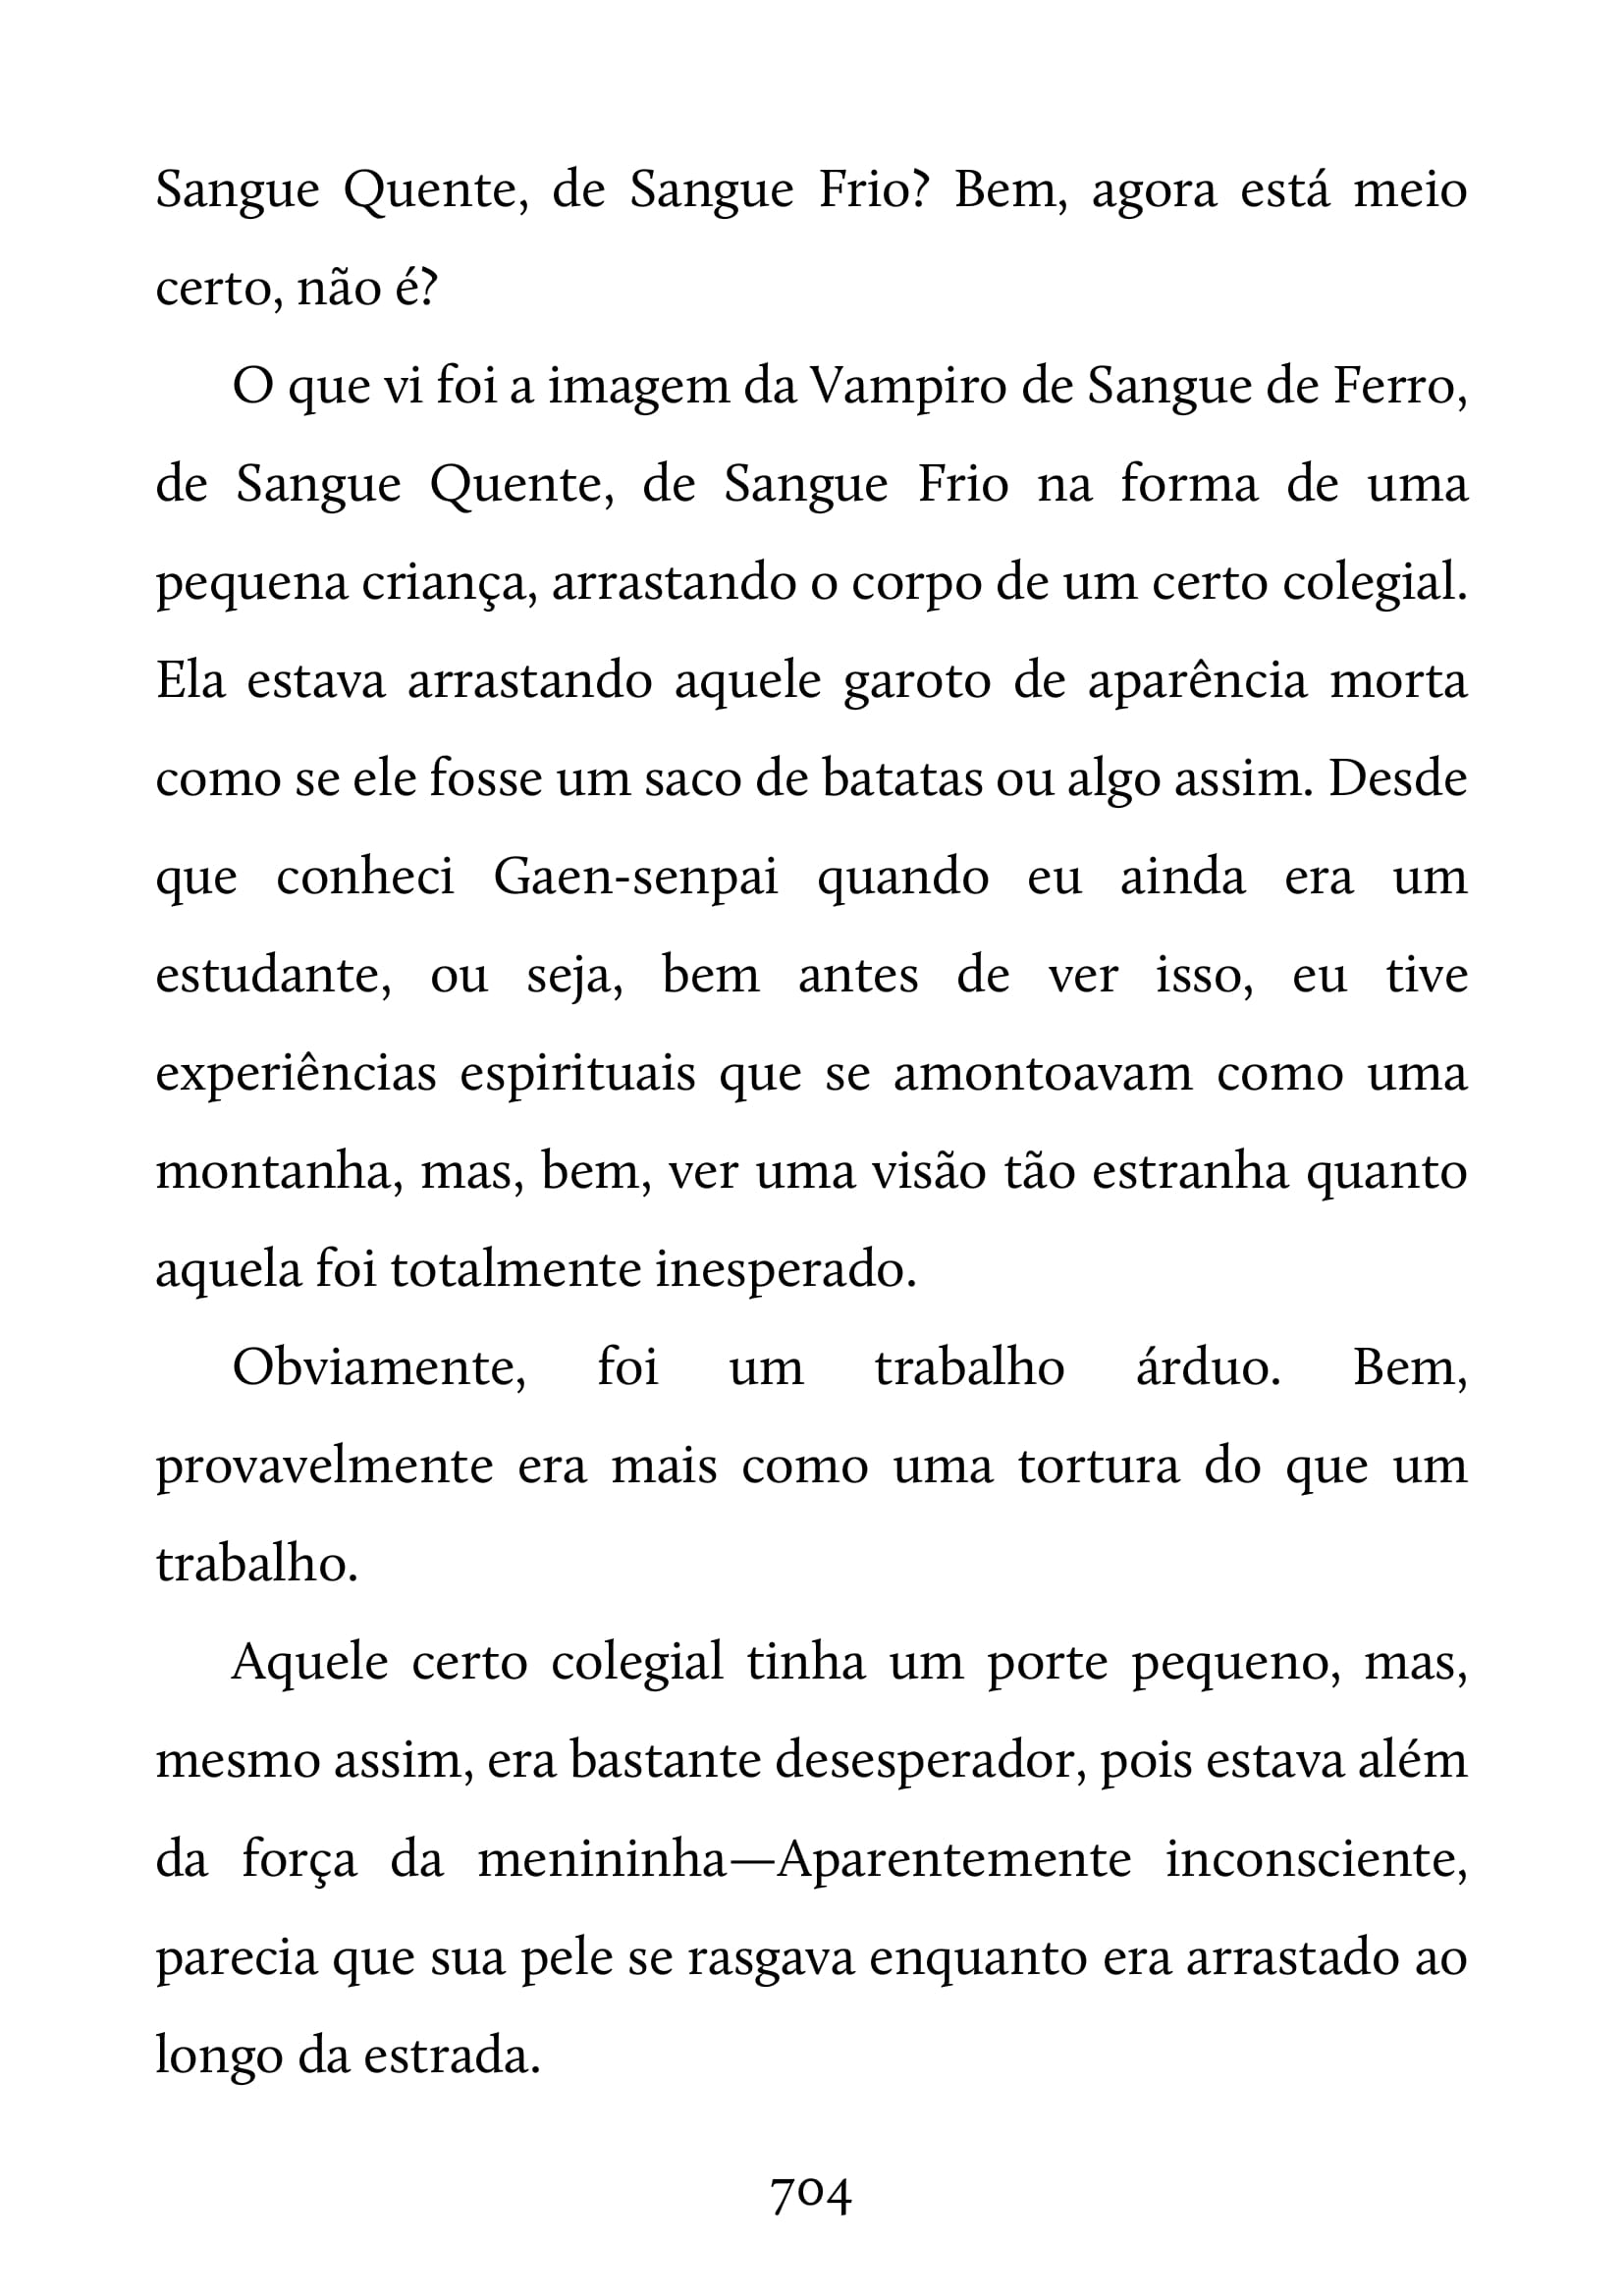 Sangue Quente, de Sangue Frio? Bem, agora está meio
certo, não é?
O que vi foi a imagem da Vampiro de Sangue de Ferro,
de Sangue Quente, de Sangue Frio na forma de uma
pequena criança, arrastando o corpo de um certo colegial.
Ela estava arrastando aquele garoto de aparência morta
como se ele fosse um saco de batatas ou algo assim. Desde
que conheci Gaen-senpai quando eu ainda era um
estudante, ou seja, bem antes de ver isso, eu tive
experiências espirituais que se amontoavam como uma
montanha, mas, bem, ver uma visão tão estranha quanto
aquela foi totalmente inesperado.
Obviamente, foi um trabalho árduo. Bem,
provavelmente era mais como uma tortura do que um
trabalho.
Aquele certo colegial tinha um porte pequeno, mas,
mesmo assim, era bastante desesperador, pois estava além
da força da menininha—Aparentemente inconsciente,
parecia que sua pele se rasgava enquanto era arrastado ao
longo da estrada.
704